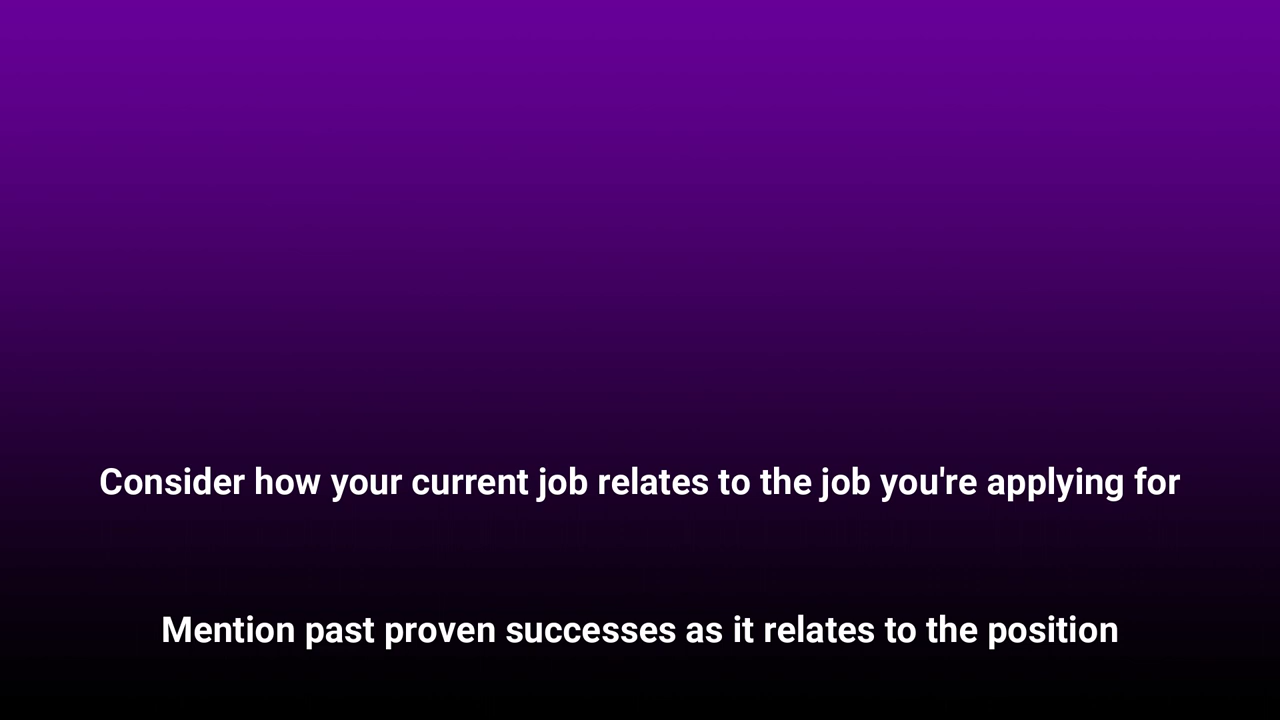 Consider how your current job relates to the job you're applying for
Mention past proven successes as it relates to the position